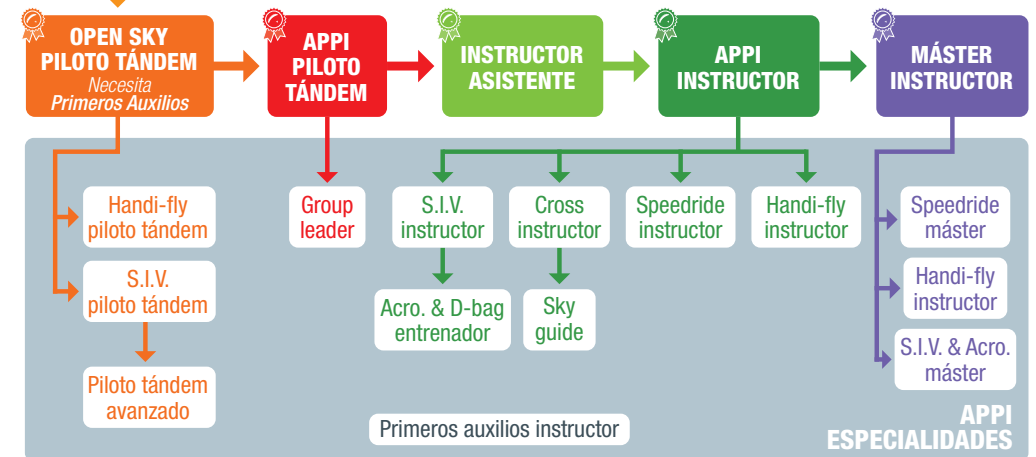 OPEN SKY
PILOTO TÁNDEM
Necesita
Primeros Auxilios
APPI
PILOTO
TÁNDEM
INSTRUCTOR
ASISTENTE
APPI
INSTRUCTOR
MÁSTER
INSTRUCTOR
Handi-fly
piloto tándem
S.I.V.
piloto tándem
Piloto tándem
avanzado
Group
leader
S.I.V.
instructor
Acro. & D-bag
entrenador
Cross
instructor
Sky
guide
Speedride
instructor
Handi-fly
instructor
Speedride
máster
Handi-fly
instructor
S.I.V. & Acro.
máster
Primeros auxilios instructor
APPI
ESPECIALIDADES